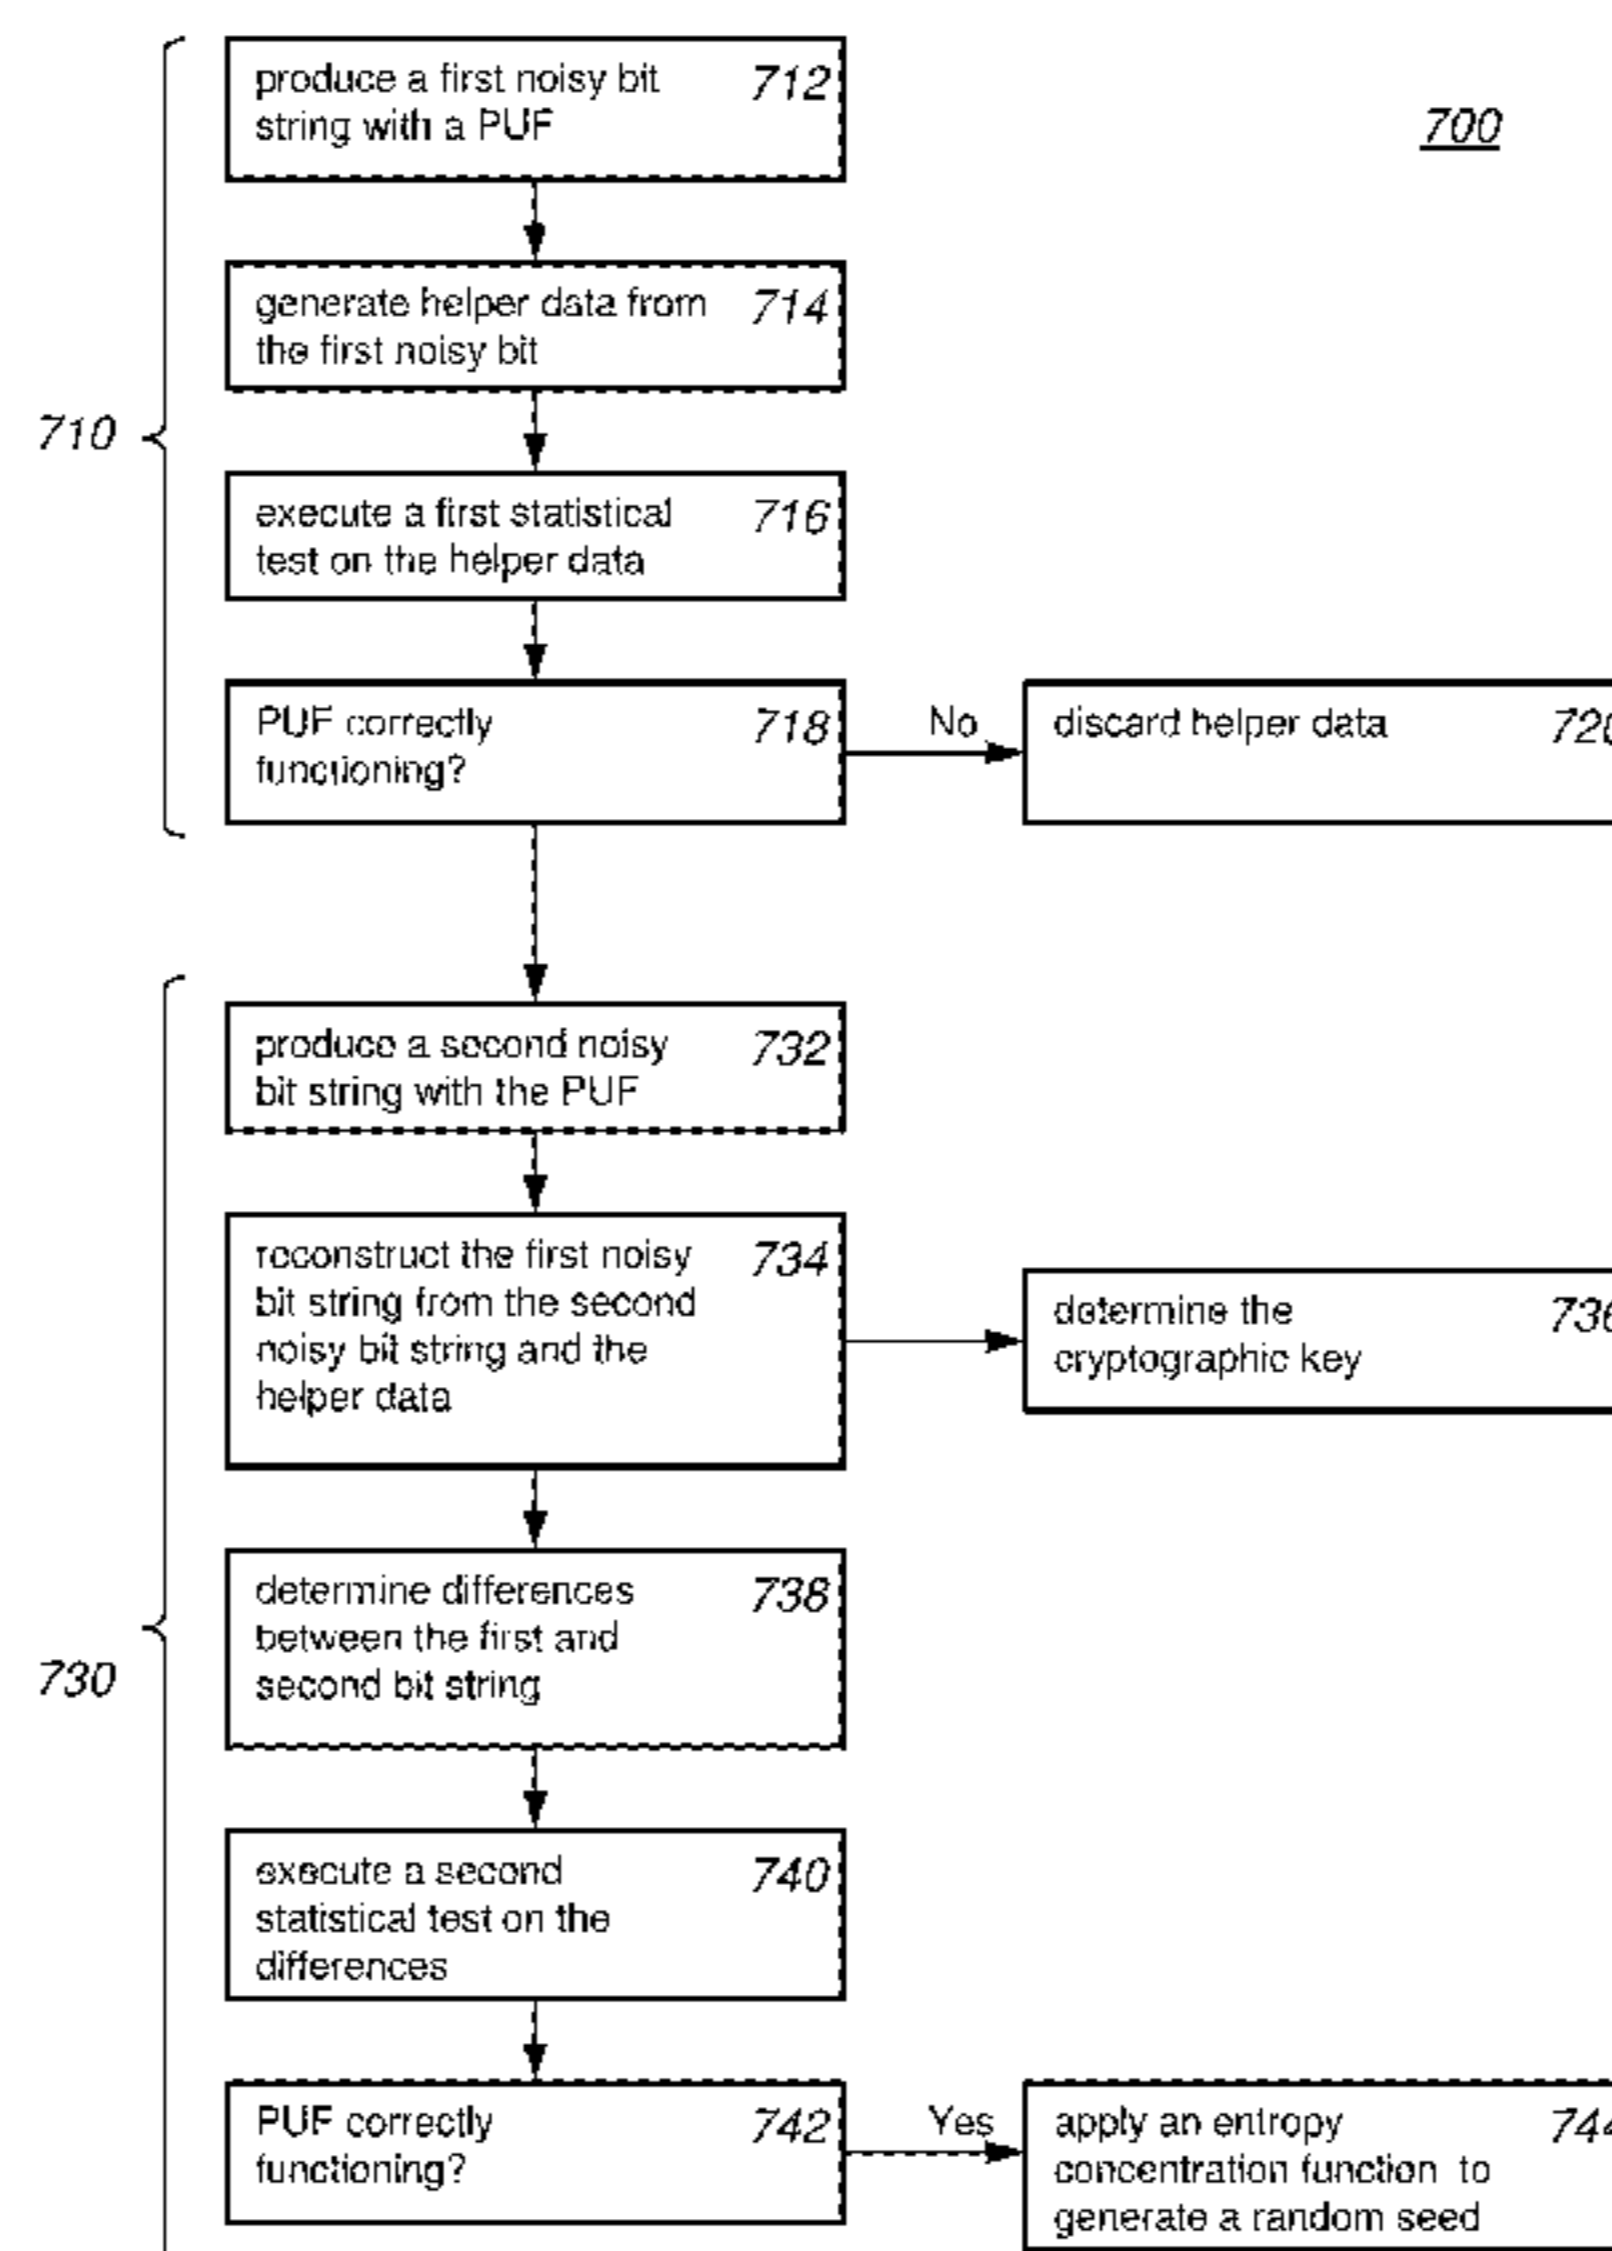 produce a first noisy bit
string with a PUF
712
700
generate helper data from
the first noisy bit
714
710
execute a first statistical
test on the helper data
716
PUF correctly
functioning?
718
No
discard helper data
720
produce a second noisy
bit string with the PUF
732
reconstruct the first noisy
bit string from the second
noisy bit string and the
helper data
734
determine the
cryptographic key
736
determine differences
between the first and
second bit string
738
730
execute a second
statistical test on the
differences
740
PUF correctly
functioning?
742
Yes
apply an entropy
concentration function to
generate a random seed
744